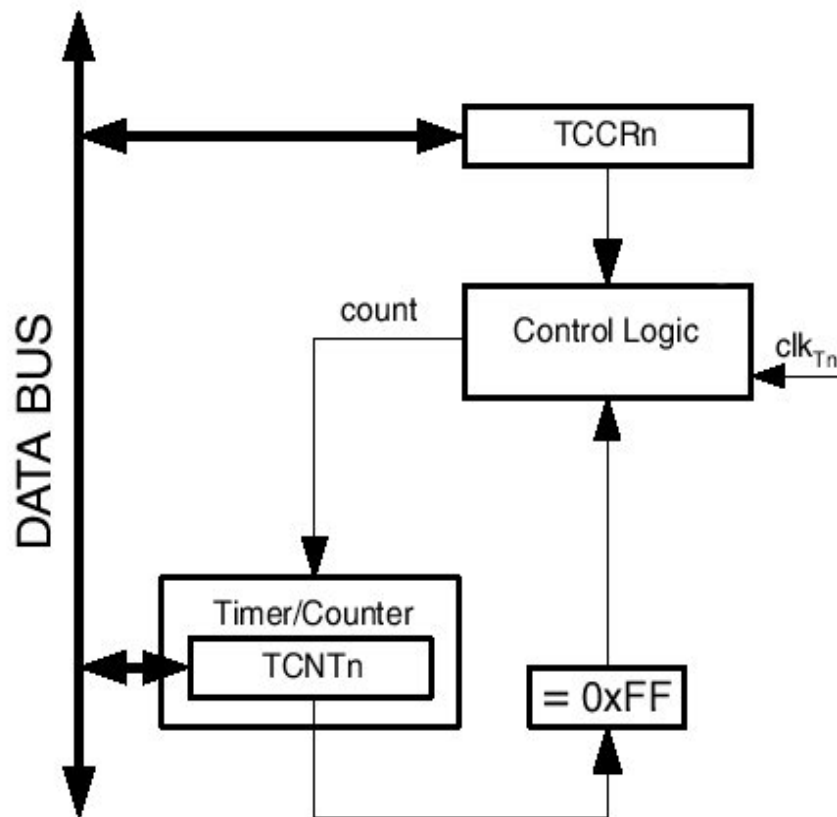 TCCRn
count
Control Logic
clkTn
DATA BUS
Timer/Counter
TCNTn
= 0xFF